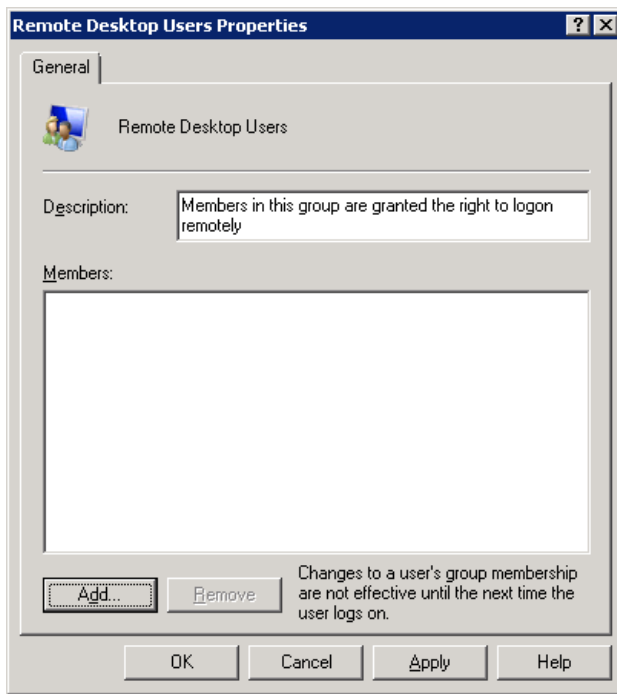 Remote Desktop Users Properties
General
Remote Desktop Users
Description:
Members in this group are granted the right to logon
remotely
Members:
Add...
Remove
Changes to a user's group membership
are not effective until the next time the
user logs on.
OK
Cancel
Apply
Help